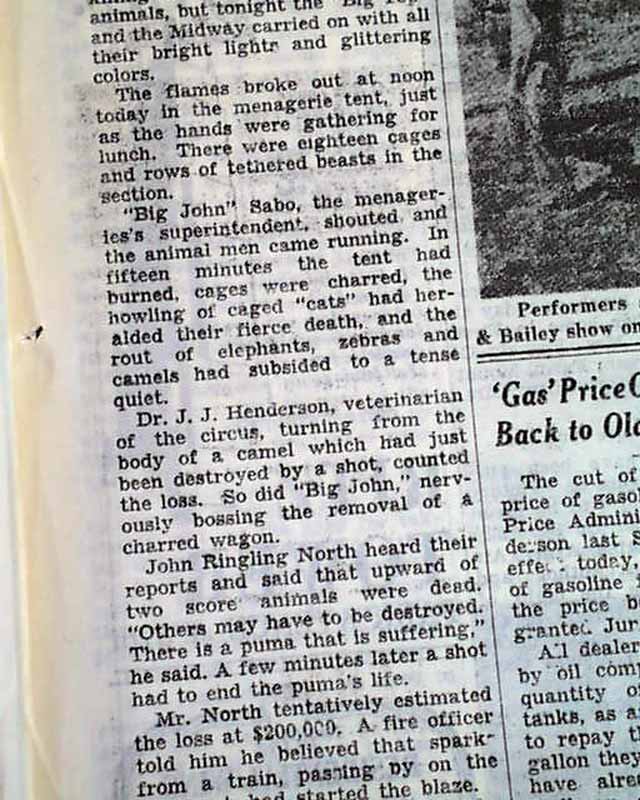 animals, but tonight the "Big
and the Midway carried on with all
their bright lights and glittering
colors.
The flames broke out at noon
today in the menagerie tent, just
as the hands were gathering for
lunch. There were eighteen cages
and rows of tethered beasts in the
section.
"Big John" Sabo, the menager-
ies's superintendent, shouted and
the animal men came running. In
fifteen minutes the tent had
burned, cages were charred, the
howling of caged "cats" had her-
alded their fierce death, and the
rout of elephants, zebras and
camels had subsided to a tense
quiet.
Dr. J. J. Henderson, veterinarian
of the circus, turning from the
body of a camel which had just
been destroyed by a shot, counted
the loss. So did "Big John," nerv-
ously bossing the removal of a
charred wagon.
John Ringling North heard their
reports and said that upward of
two score animals were dead.
"Others may have to be destroyed.
There is a puma that is suffering,"
he said. A few minutes later a shot
had to end the puma's life.
Mr. North tentatively estimated
the loss at $200,000. A fire officer
told him he believed that spark-
from a train, passing by on the
had started the blaze.
Performers
& Bailey show on
'Gas' Price
Back to
The cut of
price of
Price
last
today,
of gasoline
the price
granted
All dealer
by oil
quantity
tanks, as
to repay
gallon they
have